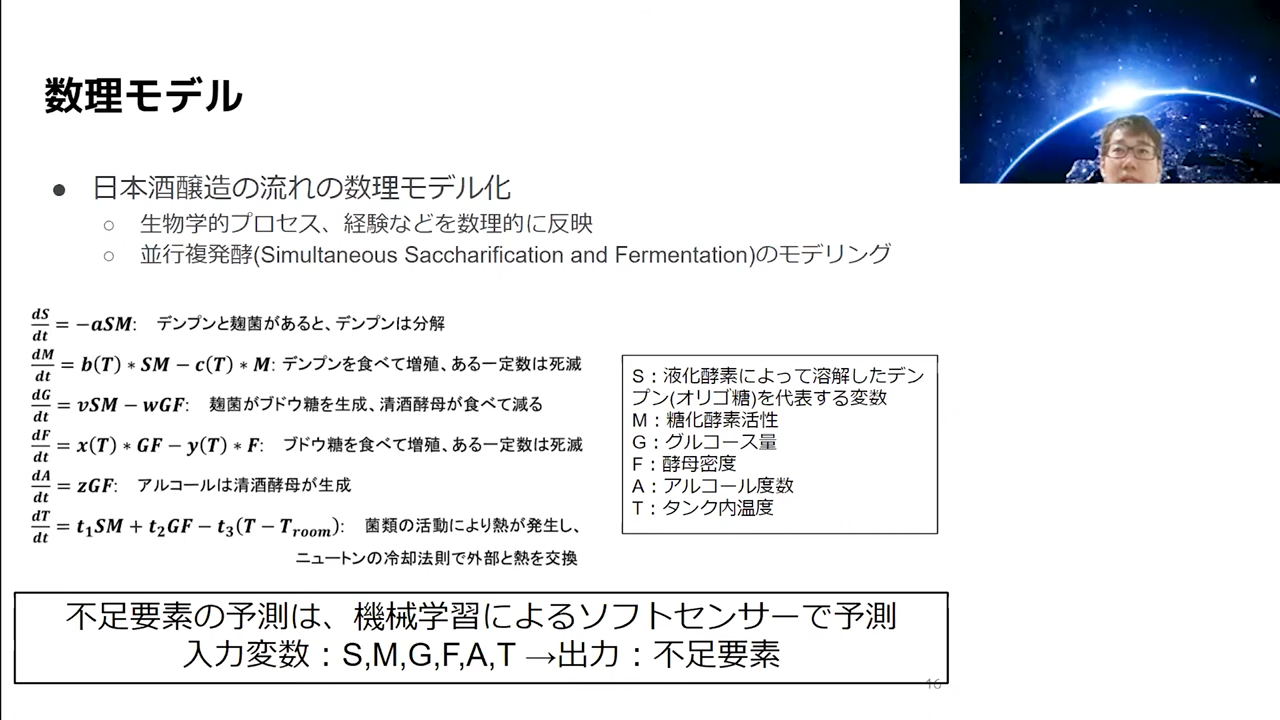 数理モデル
● 日本酒醸造の流れの数理モデル化
○ 生物学的プロセス、経験などを数理的に反映
○ 並行複発酵(Simultaneous Saccharification and Fermentation)のモデリング
dS/dt = −aSM: デンプンと麹菌があると、デンプンは分解
dM/dt = b(T) * SM − c(T) * M: デンプンを食べて増殖、ある一定数は死滅
dG/dt = vSM − wGF: 麹菌がブドウ糖を生成、清酒酵母が食べて減る
dF/dt = x(T) * GF − y(T) * F: ブドウ糖を食べて増殖、ある一定数は死滅
dA/dt = zGF: アルコールは清酒酵母が生成
dT/dt = t₁SM + t₂GF − t₃(T − T_room): 菌類の活動により熱が発生し、
ニュートンの冷却法則で外部と熱を交換
S：液化酵素によって溶解したデン
プン(オリゴ糖)を代表する変数
M：糖化酵素活性
G：グルコース量
F：酵母密度
A：アルコール度数
T：タンク内温度
不足要素の予測は、機械学習によるソフトセンサーで予測
入力変数：S,M,G,F,A,T →出力：不足要素
16